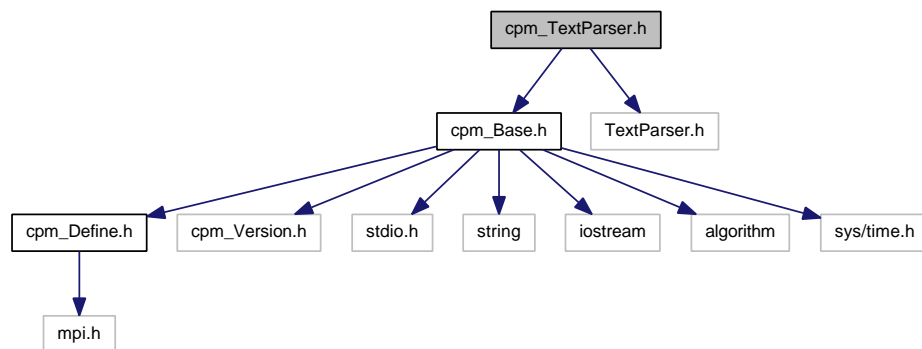 cpm_TextParser.h
cpm_Base.h
TextParser.h
cpm_Define.h
cpm_Version.h
stdio.h
string
iostream
algorithm
sys/time.h
mpi.h